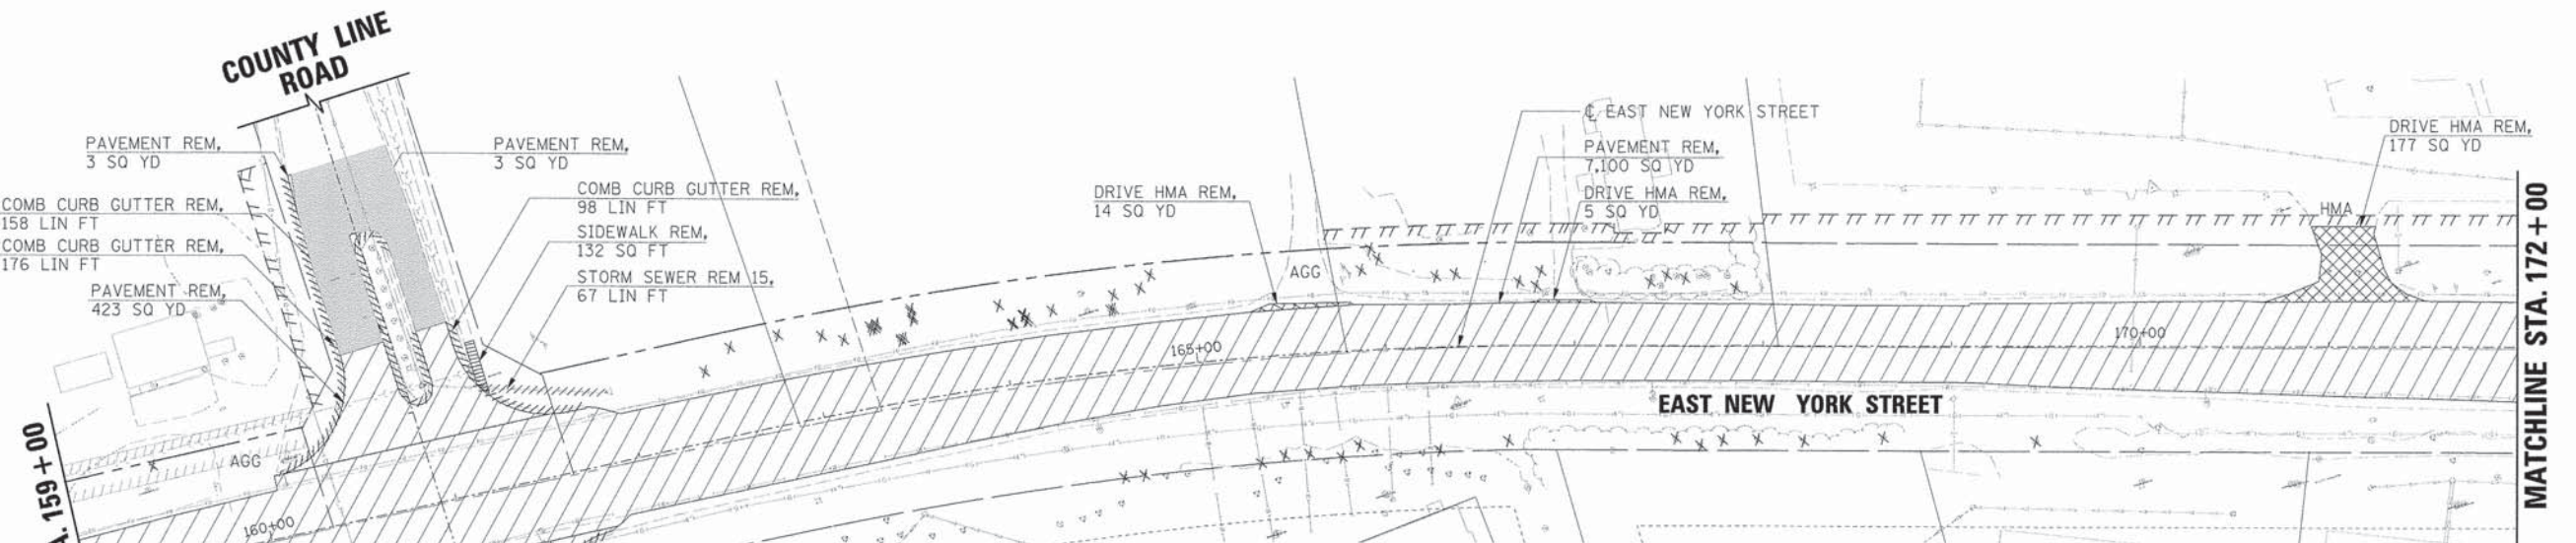 COUNTY LINE
ROAD
PAVEMENT REM,
3 SQ YD
PAVEMENT REM,
3 SQ YD
COMB CURB GUTTER REM,
158 LIN FT
COMB CURB GUTTER REM,
176 LIN FT
PAVEMENT REM,
423 SQ YD
COMB CURB GUTTER REM,
98 LIN FT
SIDEWALK REM,
132 SQ FT
STORM SEWER REM 15,
67 LIN FT
DRIVE HMA REM,
14 SQ YD
℄ EAST NEW YORK STREET
PAVEMENT REM,
7,100 SQ YD
DRIVE HMA REM,
5 SQ YD
DRIVE HMA REM,
177 SQ YD
HMA
AGG
AGG
160+00
165+00
170+00
EAST NEW YORK STREET
159+00
MATCHLINE STA. 172+00